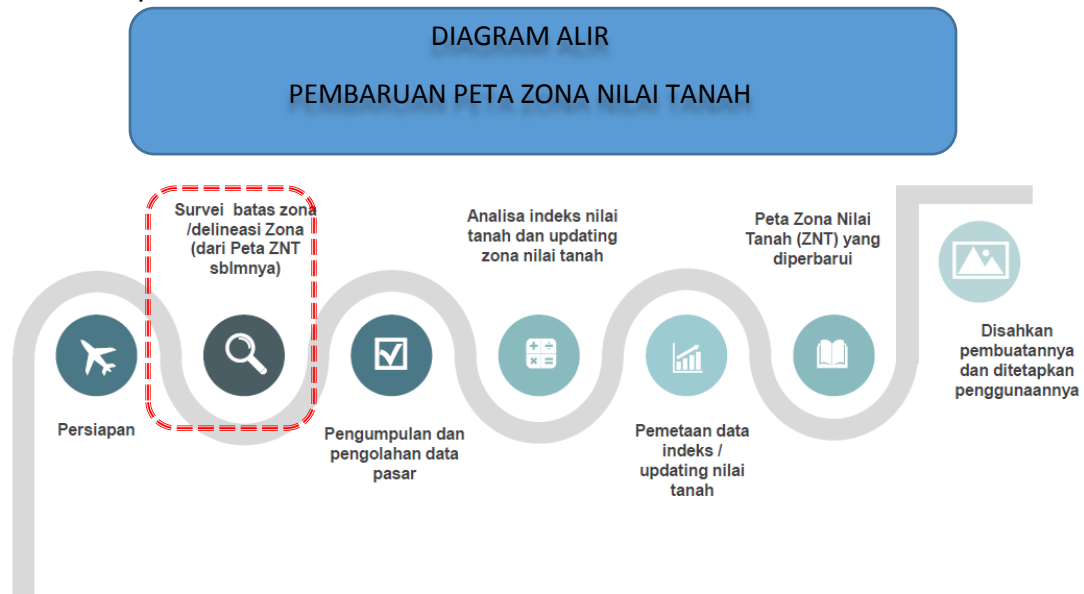 DIAGRAM ALIR
PEMBARUAN PETA ZONA NILAI TANAH
Survei batas zona
/delineasi Zona
(dari Peta ZNT
sblmnya)
Analisa indeks nilai
tanah dan updating
zona nilai tanah
Peta Zona Nilai
Tanah (ZNT) yang
diperbarui
Persiapan
Pengumpulan dan
pengolahan data
pasar
Pemetaan data
indeks /
updating nilai
tanah
Disahkan
pembuatannya
dan ditetapkan
penggunaannya